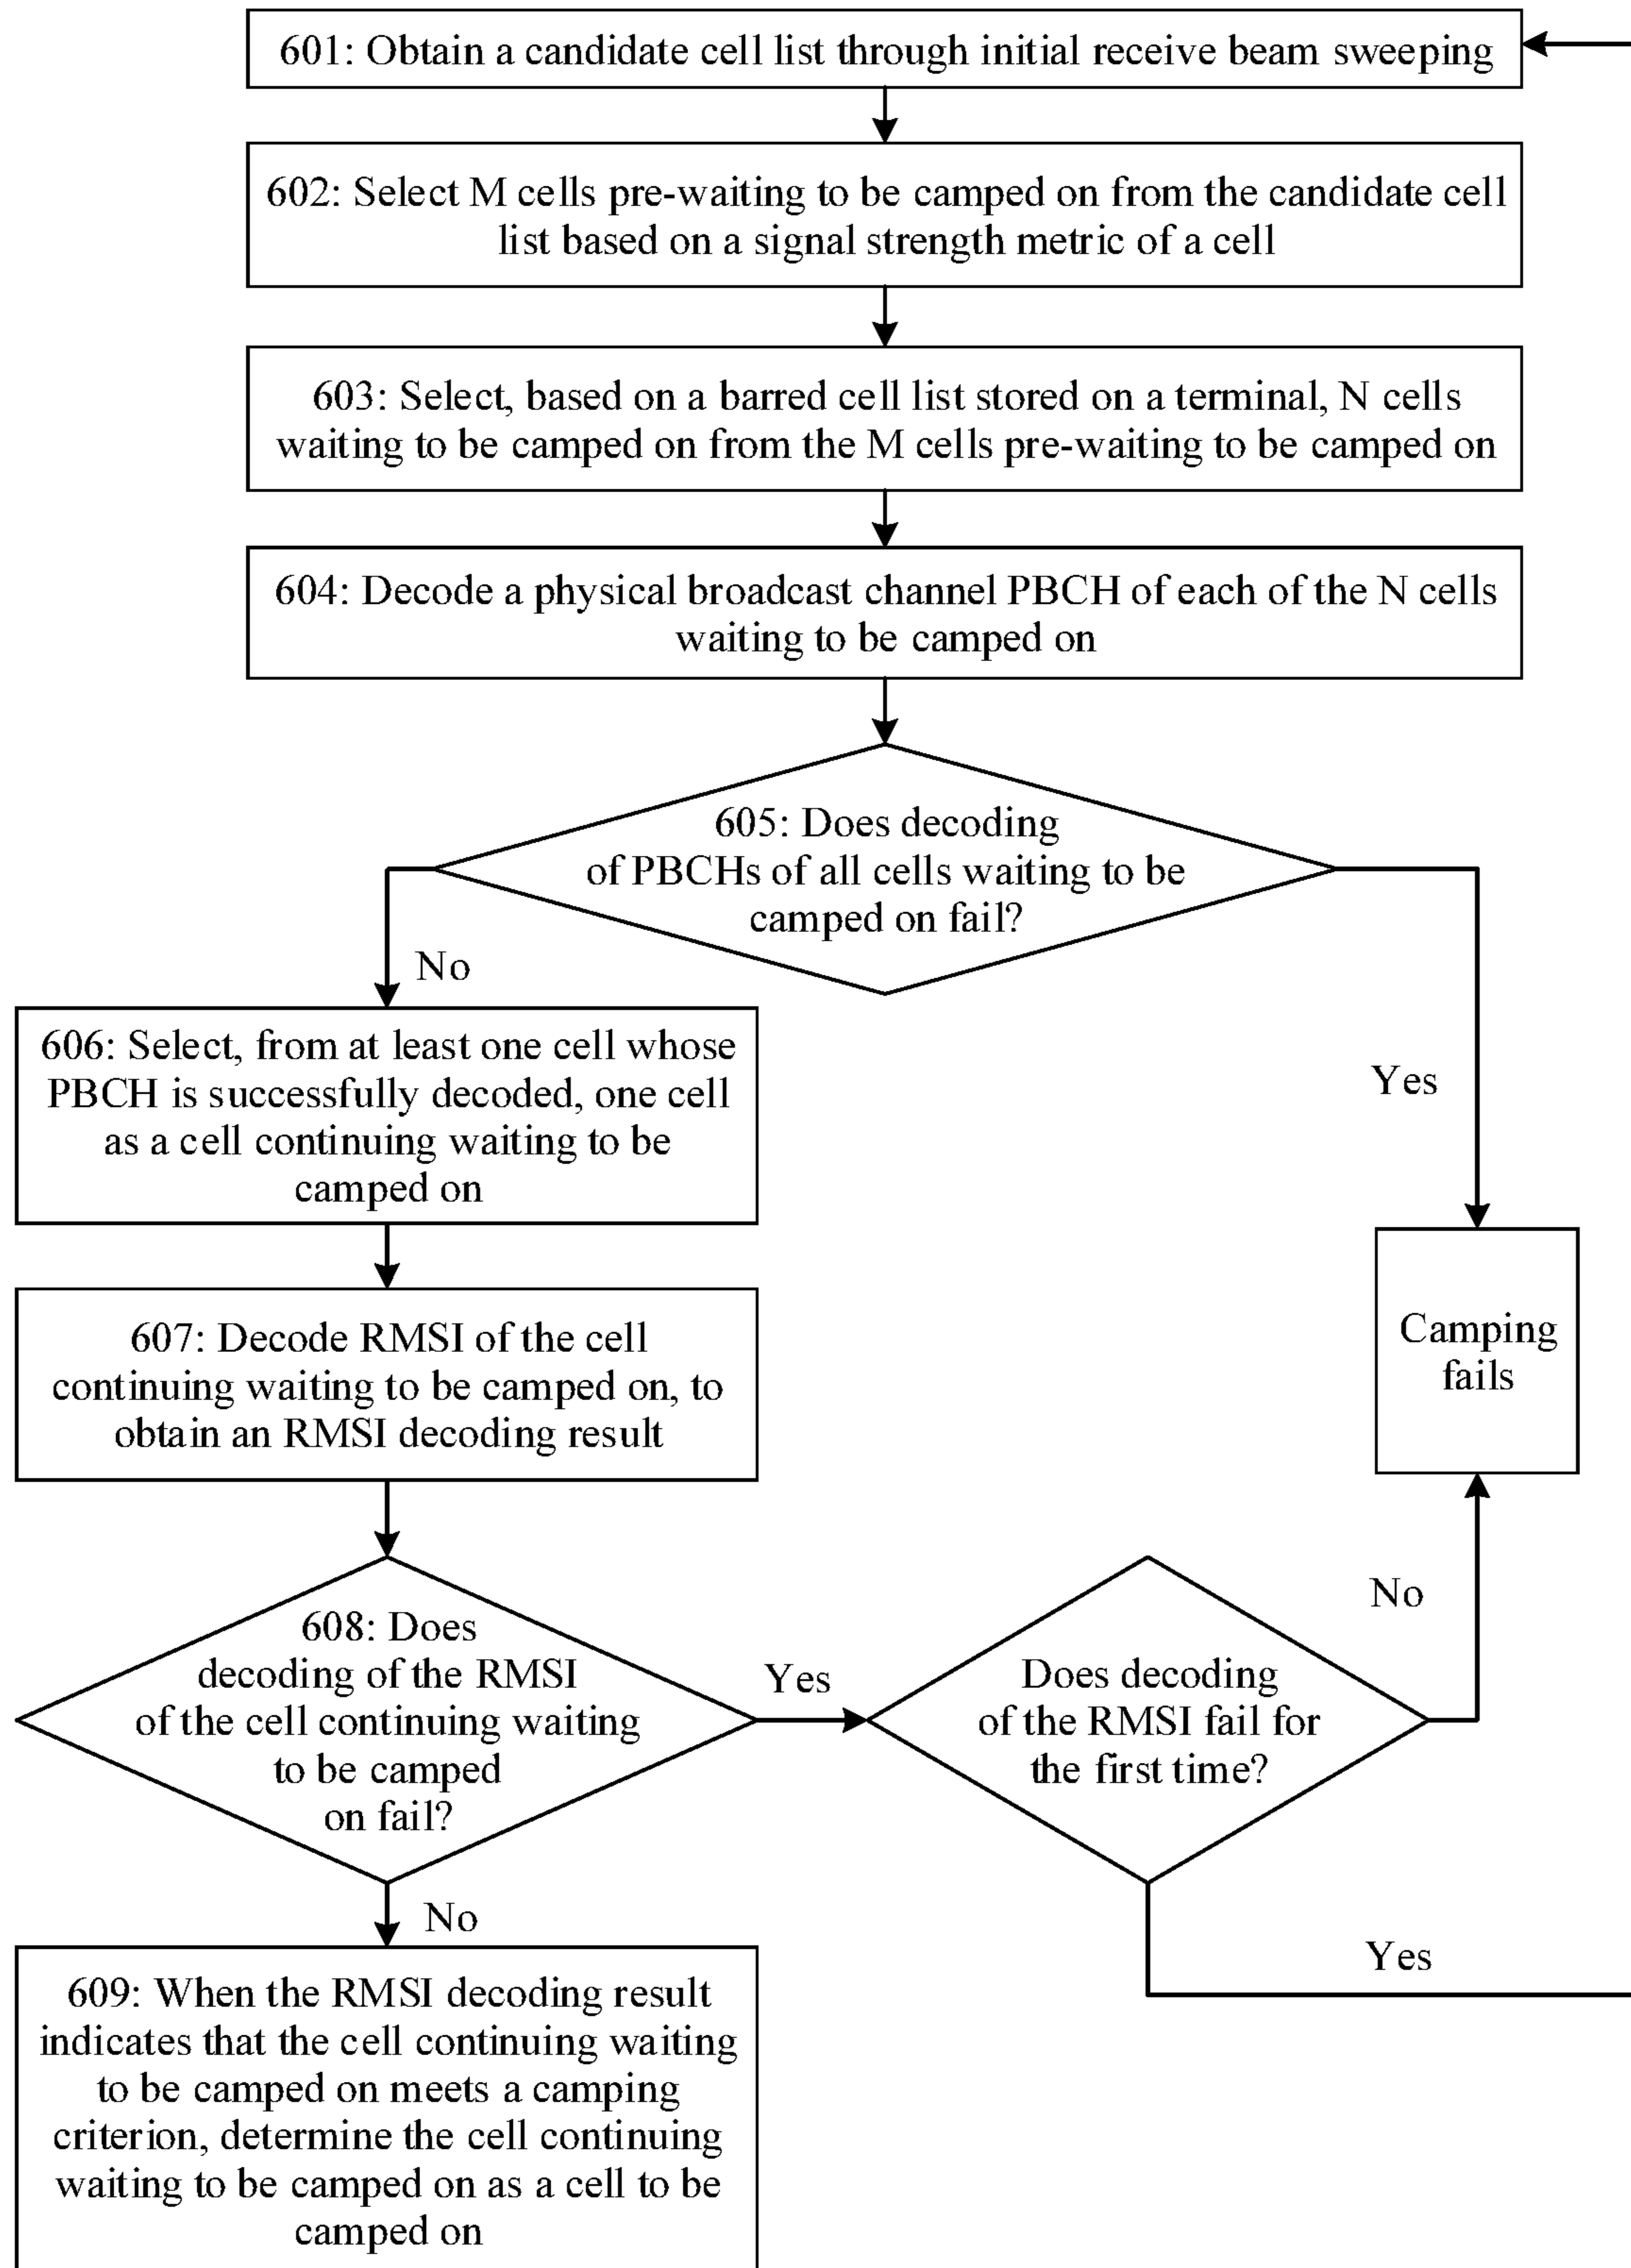 601: Obtain a candidate cell list through initial receive beam sweeping
602: Select M cells pre-waiting to be camped on from the candidate cell
list based on a signal strength metric of a cell
603: Select, based on a barred cell list stored on a terminal, N cells
waiting to be camped on from the M cells pre-waiting to be camped on
604: Decode a physical broadcast channel PBCH of each of the N cells
waiting to be camped on
605: Does decoding
of PBCHs of all cells waiting to be
camped on fail?
No
Yes
606: Select, from at least one cell whose
PBCH is successfully decoded, one cell
as a cell continuing waiting to be
camped on
607: Decode RMSI of the cell
continuing waiting to be camped on, to
obtain an RMSI decoding result
Camping
fails
608: Does
decoding of the RMSI
of the cell continuing waiting
to be camped
on fail?
Yes
Does decoding
of the RMSI fail for
the first time?
No
No
Yes
609: When the RMSI decoding result
indicates that the cell continuing waiting
to be camped on meets a camping
criterion, determine the cell continuing
waiting to be camped on as a cell to be
camped on